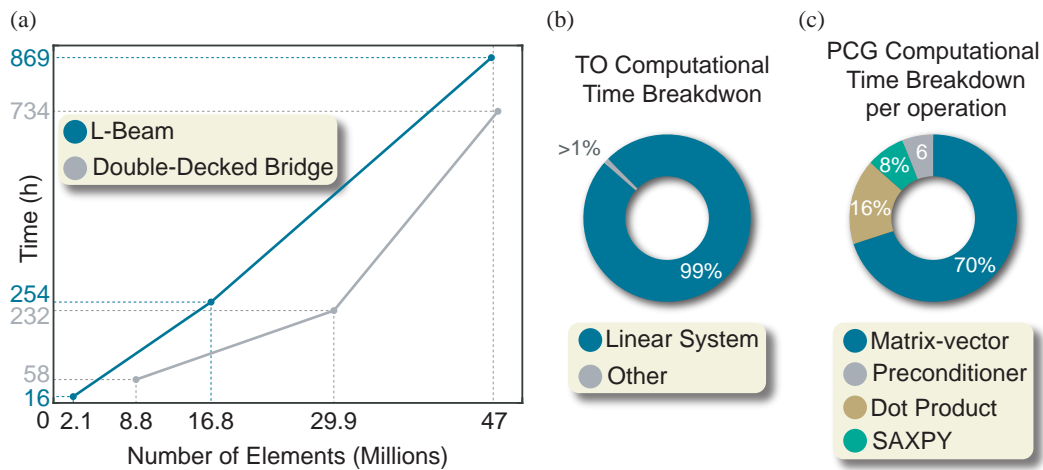 (a)
869
734
254
232
58
16
0
2.1
8.8
16.8
29.9
47
Time (h)
Number of Elements (Millions)
L-Beam
Double-Decked Bridge
(b)
TO Computational
Time Breakdwon
>1%
99%
Linear System
Other
(c)
PCG Computational
Time Breakdown
per operation
6
8%
16%
70%
Matrix-vector
Preconditioner
Dot Product
SAXPY